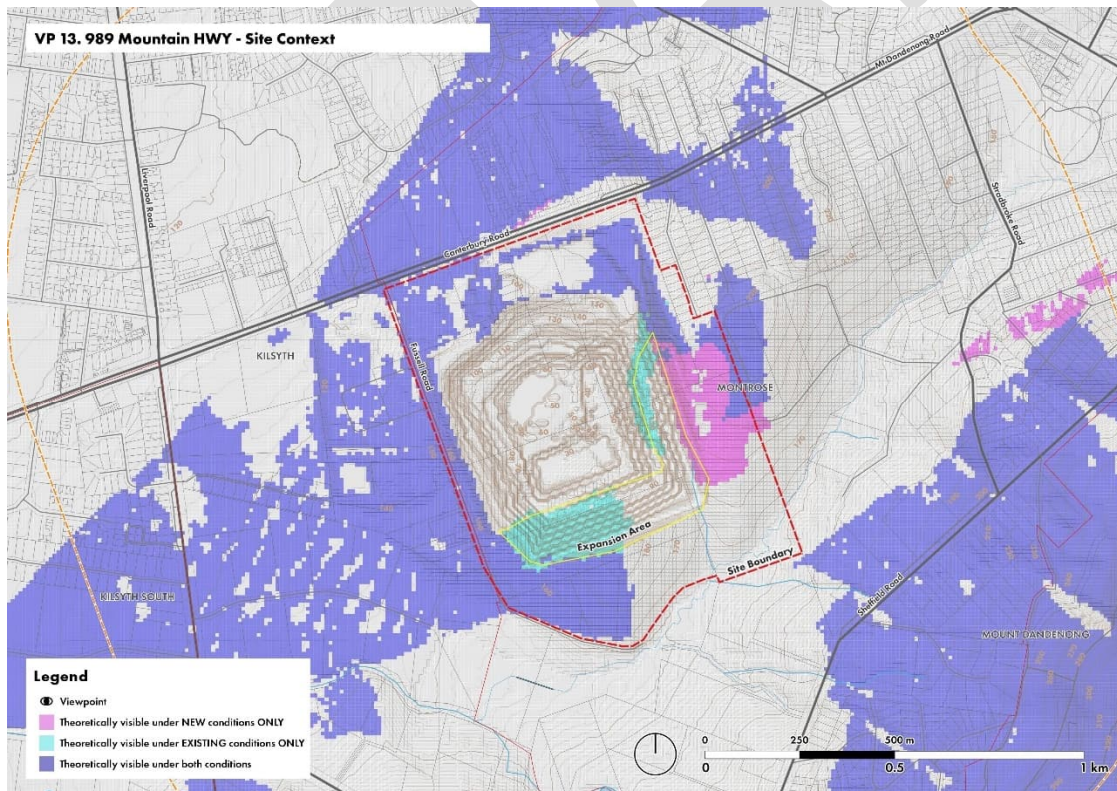 VP 13. 989 Mountain HWY - Site Context
Mt Dandenong Road
Liverpool Road
Stradbroke Road
Canterbury Road
KILSYTH
Fussell Road
MONTROSE
Expansion Area
Site Boundary
KILSYTH SOUTH
Sheffield Road
MOUNT DANDENONG
Legend
Viewpoint
Theoretically visible under NEW conditions ONLY
Theoretically visible under EXISTING conditions ONLY
Theoretically visible under both conditions
0 250 500 m
0 0.5 1 km